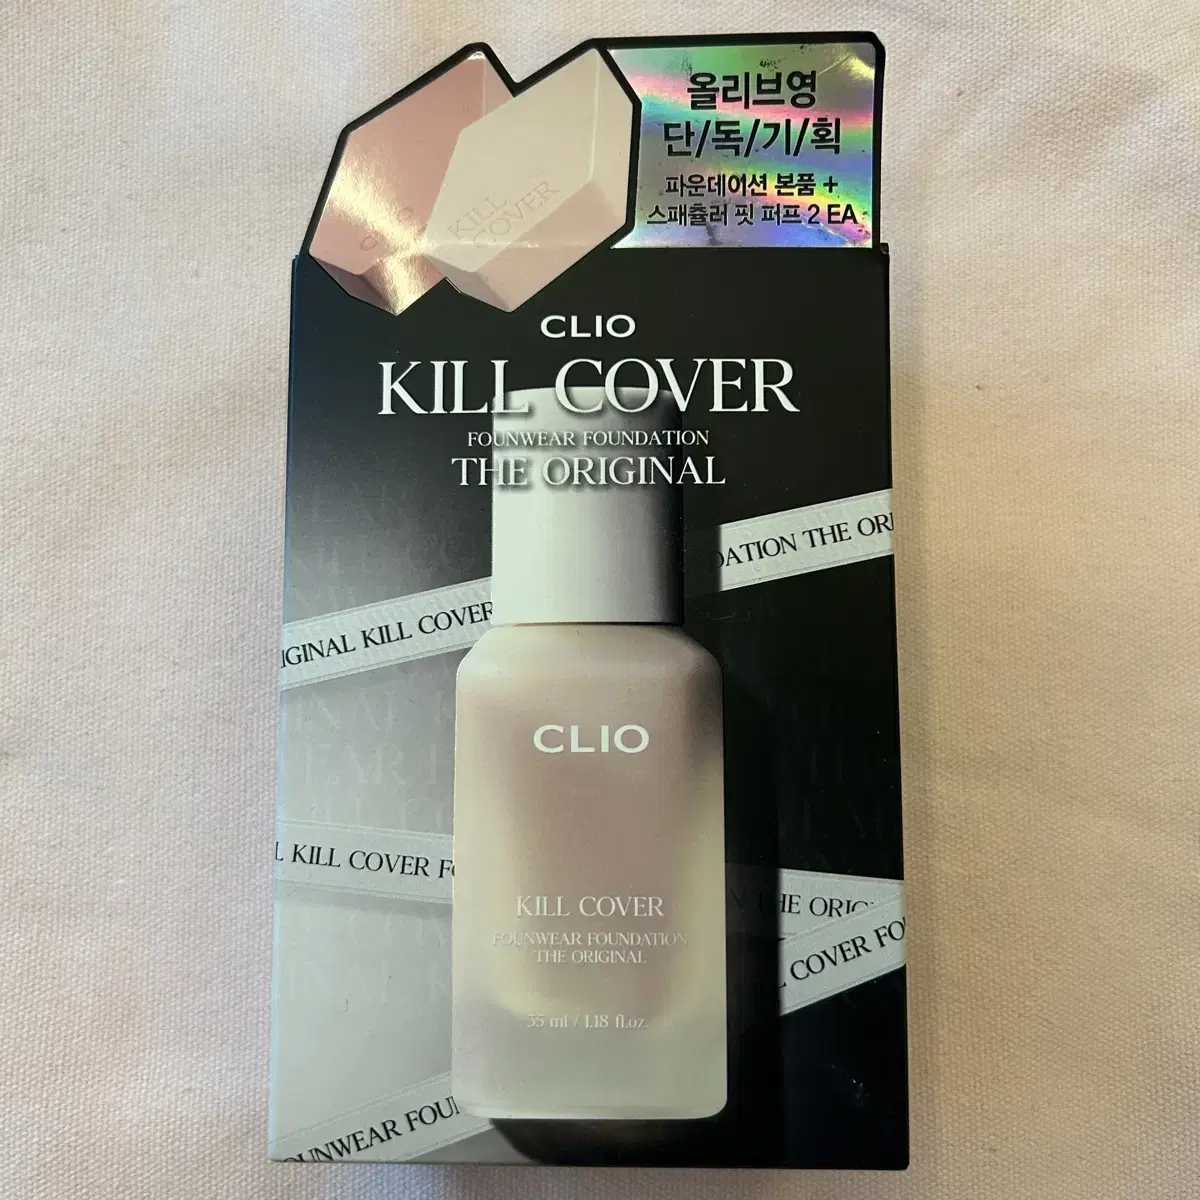 올리브영
단/독/기/획
파운데이션 본품 +
스패츌러 핏 퍼프 2 EA
CLIO
KILL
COVER
CLIO
KILL COVER
FOUNWEAR FOUNDATION
THE ORIGINAL
DATION THE ORI
IGINAL KILL COVER
CLIO
L KILL COVER FO
KILL COVER
FOUNWEAR FOUNDATION
THE ORIGINAL
N THE ORIG
L COVER FO
35 ml / 1.18 fl.oz.
OUNWEAR FOU